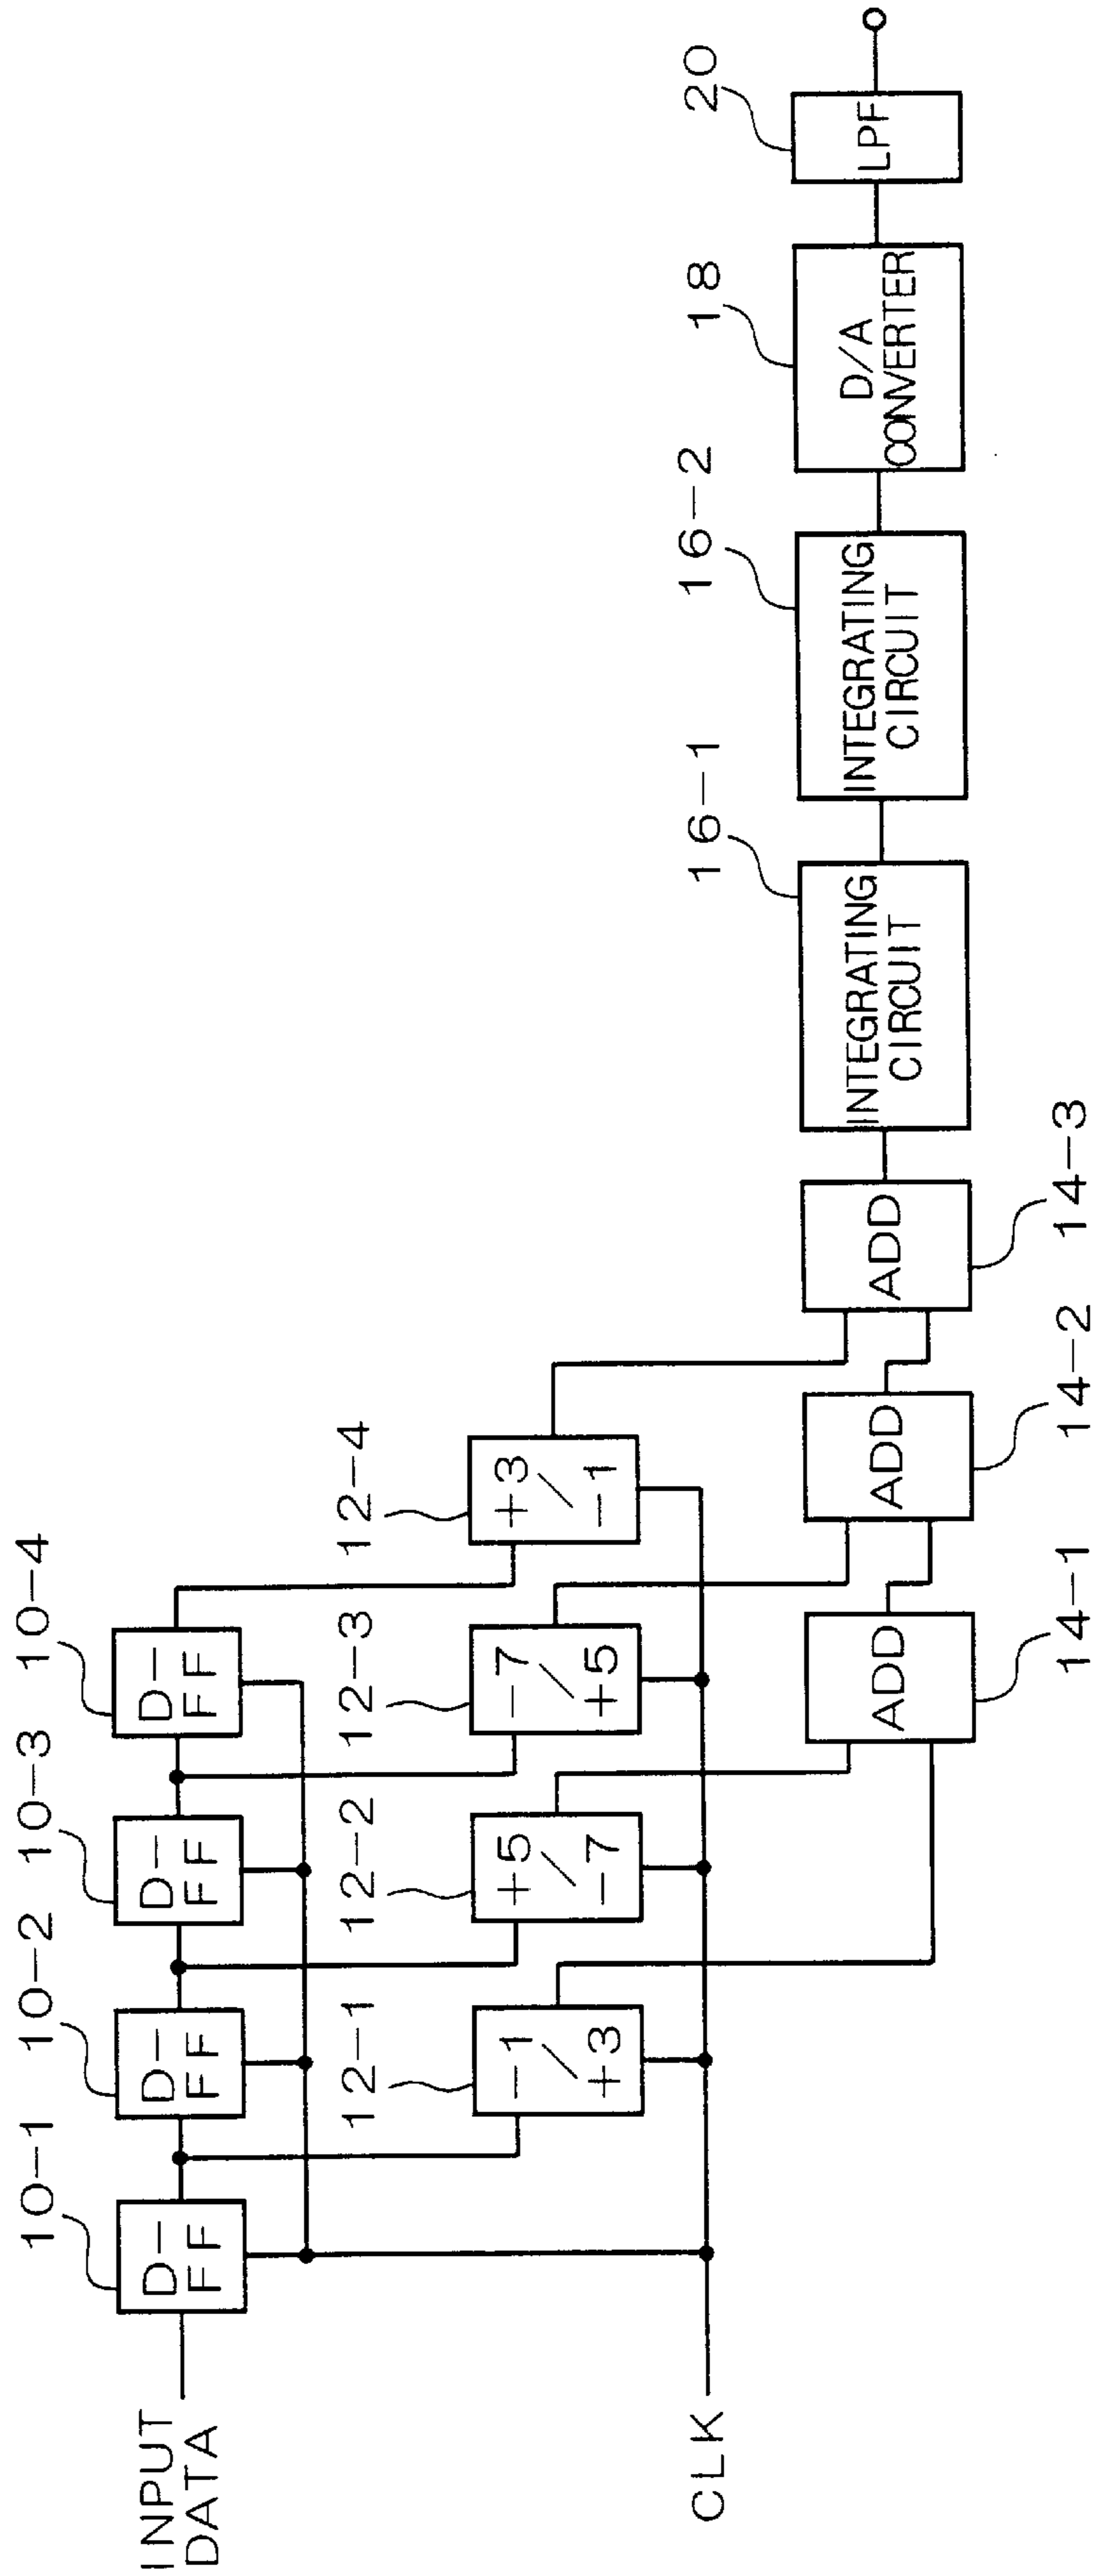 INPUT
DATA
10-1
D-
FF
10-2
D-
FF
10-3
D-
FF
10-4
D-
FF
12-1
-1
/
+3
12-2
+5
/
-7
12-3
-7
/
+5
12-4
+3
/
-1
CLK
ADD
14-1
ADD
14-2
ADD
14-3
16-1
INTEGRATING
CIRCUIT
16-2
INTEGRATING
CIRCUIT
18
D/A
CONVERTER
20
LPF